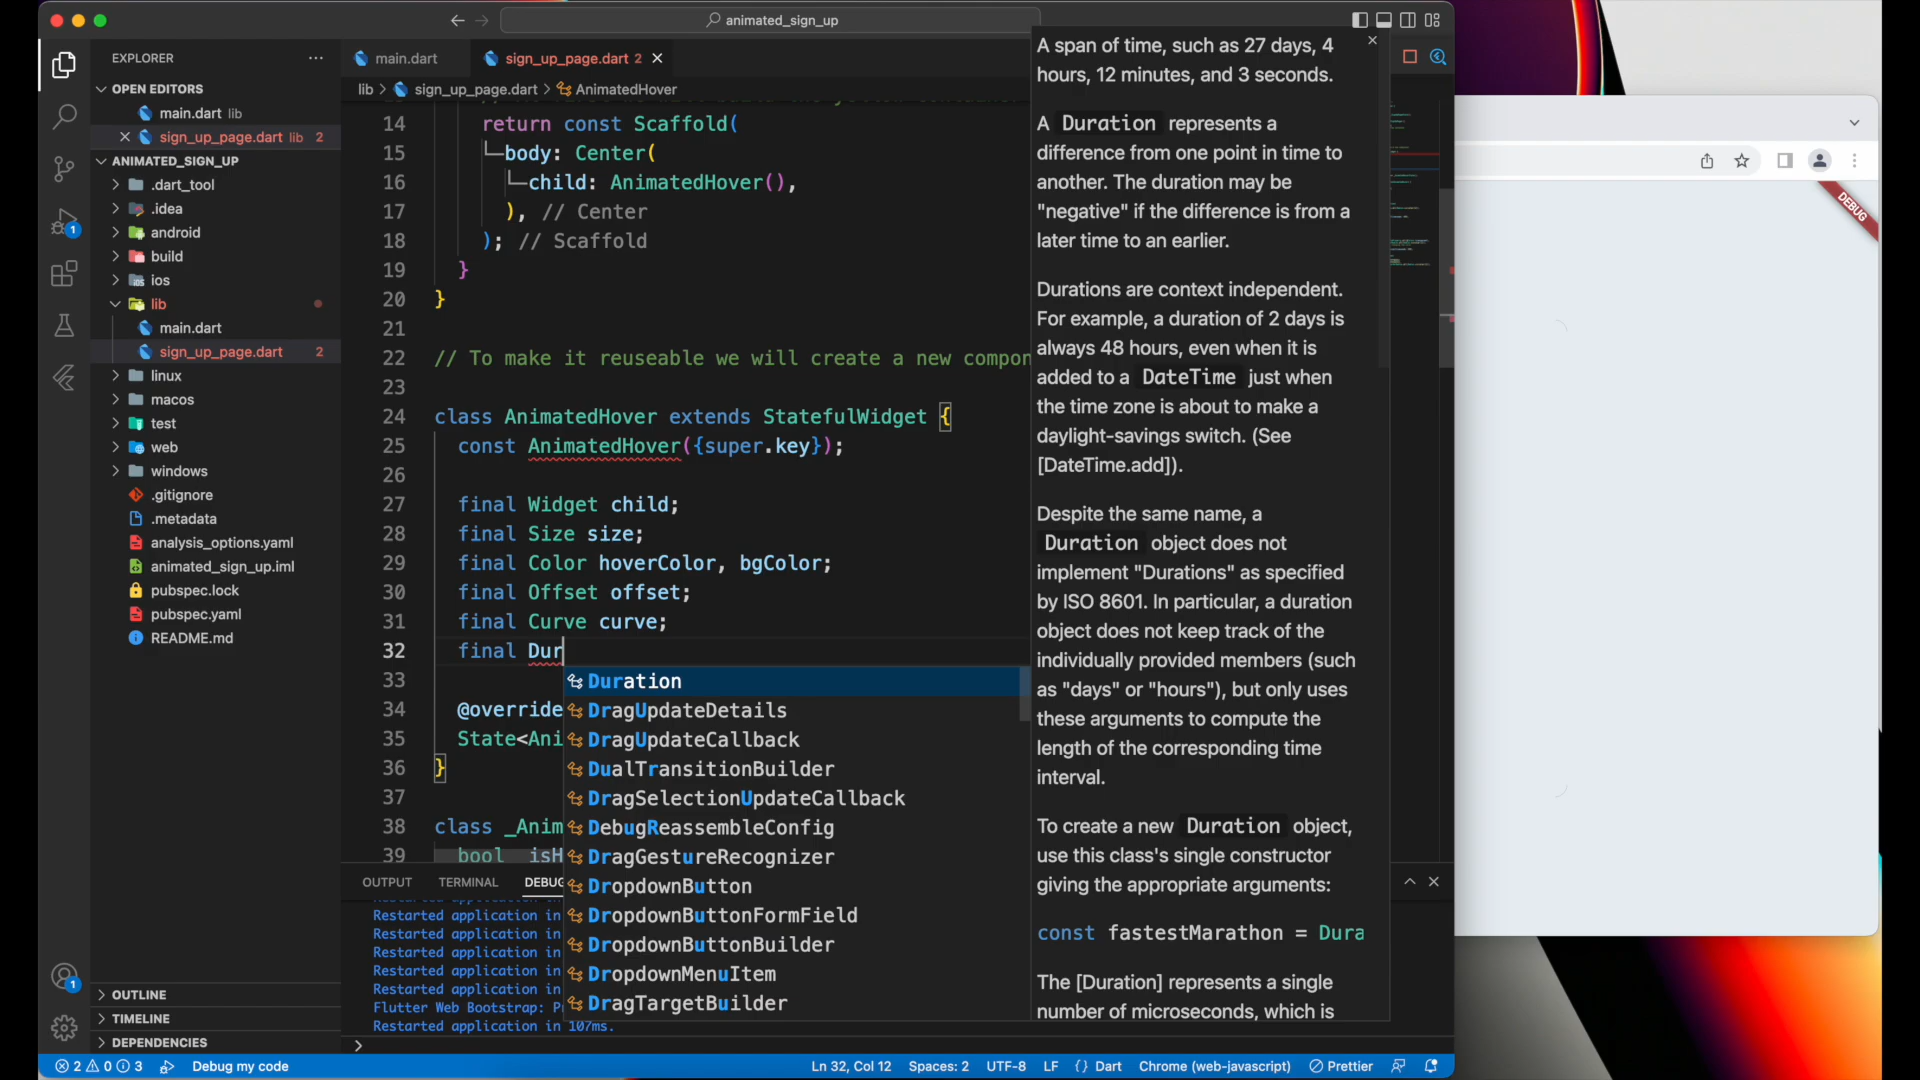 animated_sign_up
EXPLORER
OPEN EDITORS
main.dart lib
sign_up_page.dart lib 2
ANIMATED_SIGN_UP
.dart_tool
.idea
android
build
ios
lib
main.dart
sign_up_page.dart 2
linux
macos
test
web
windows
.gitignore
.metadata
analysis_options.yaml
animated_sign_up.iml
pubspec.lock
pubspec.yaml
README.md
OUTLINE
TIMELINE
DEPENDENCIES
main.dart
sign_up_page.dart 2
lib > sign_up_page.dart > AnimatedHover
14 return const Scaffold(
15 body: Center(
16 child: AnimatedHover(),
17 ), // Center
18 ); // Scaffold
19 }
20 }
21
22 // To make it reuseable we will create a new compon
23
24 class AnimatedHover extends StatefulWidget {
25 const AnimatedHover({super.key});
26
27 final Widget child;
28 final Size size;
29 final Color hoverColor, bgColor;
30 final Offset offset;
31 final Curve curve;
32 final Dur
33
34 @override
35 State<Ani
36 }
37
38 class _Anim
39 bool isH
Duration
DragUpdateDetails
DragUpdateCallback
DualTransitionBuilder
DragSelectionUpdateCallback
DebugReassembleConfig
DragGestureRecognizer
DropdownButton
DropdownButtonFormField
DropdownButtonBuilder
DropdownMenuItem
DragTargetBuilder
A span of time, such as 27 days, 4
hours, 12 minutes, and 3 seconds.
A Duration represents a
difference from one point in time to
another. The duration may be
"negative" if the difference is from a
later time to an earlier.
Durations are context independent.
For example, a duration of 2 days is
always 48 hours, even when it is
added to a DateTime just when
the time zone is about to make a
daylight-savings switch. (See
[DateTime.add]).
Despite the same name, a
Duration object does not
implement "Durations" as specified
by ISO 8601. In particular, a duration
object does not keep track of the
individually provided members (such
as "days" or "hours"), but only uses
these arguments to compute the
length of the corresponding time
interval.
To create a new Duration object,
use this class's single constructor
giving the appropriate arguments:
const fastestMarathon = Dura
The [Duration] represents a single
number of microseconds, which is
OUTPUT TERMINAL DEBUG
Restarted application in
Restarted application in
Restarted application in
Restarted application in
Restarted application in
Flutter Web Bootstrap: P
Restarted application in 107ms.
1
1
2 0 3 Debug my code
Ln 32, Col 12 Spaces: 2 UTF-8 LF {} Dart Chrome (web-javascript) Prettier
DEBUG